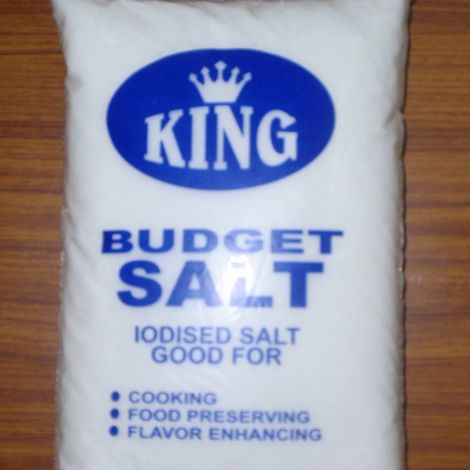 KING
BUDGET
SALT
IODISED SALT
GOOD FOR
• COOKING
• FOOD PRESERVING
• FLAVOR ENHANCING